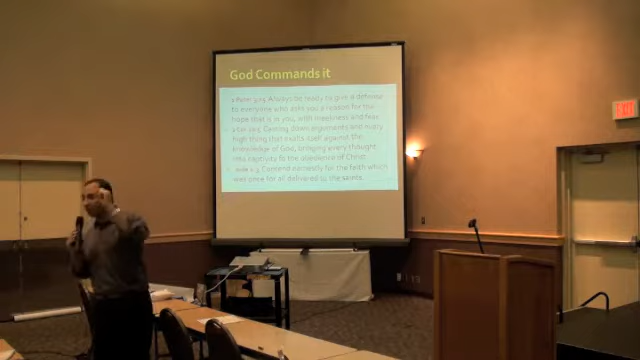 God Commands it
Always be ready to give a defense
to everyone who asks you a reason for the
hope that is in you, with meekness and fear
Casting down arguments and every
high thing that exalts itself against the
knowledge of God, bringing every thought
into captivity to the obedience of Christ
Contend earnestly for the faith which
was once for all delivered to the saints.
EXIT